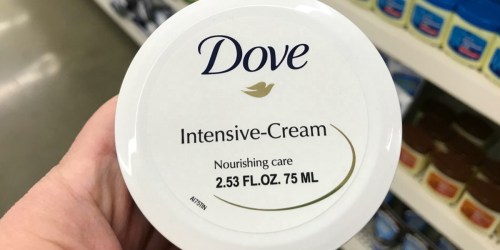 Dove
Intensive-Cream
Nourishing care
2.53 FL.OZ. 75 ML